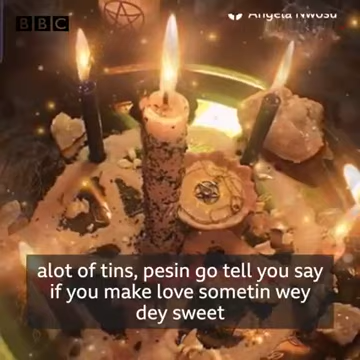 BBC
Angela Nwosu
alot of tins, pesin go tell you say
if you make love sometin wey
dey sweet